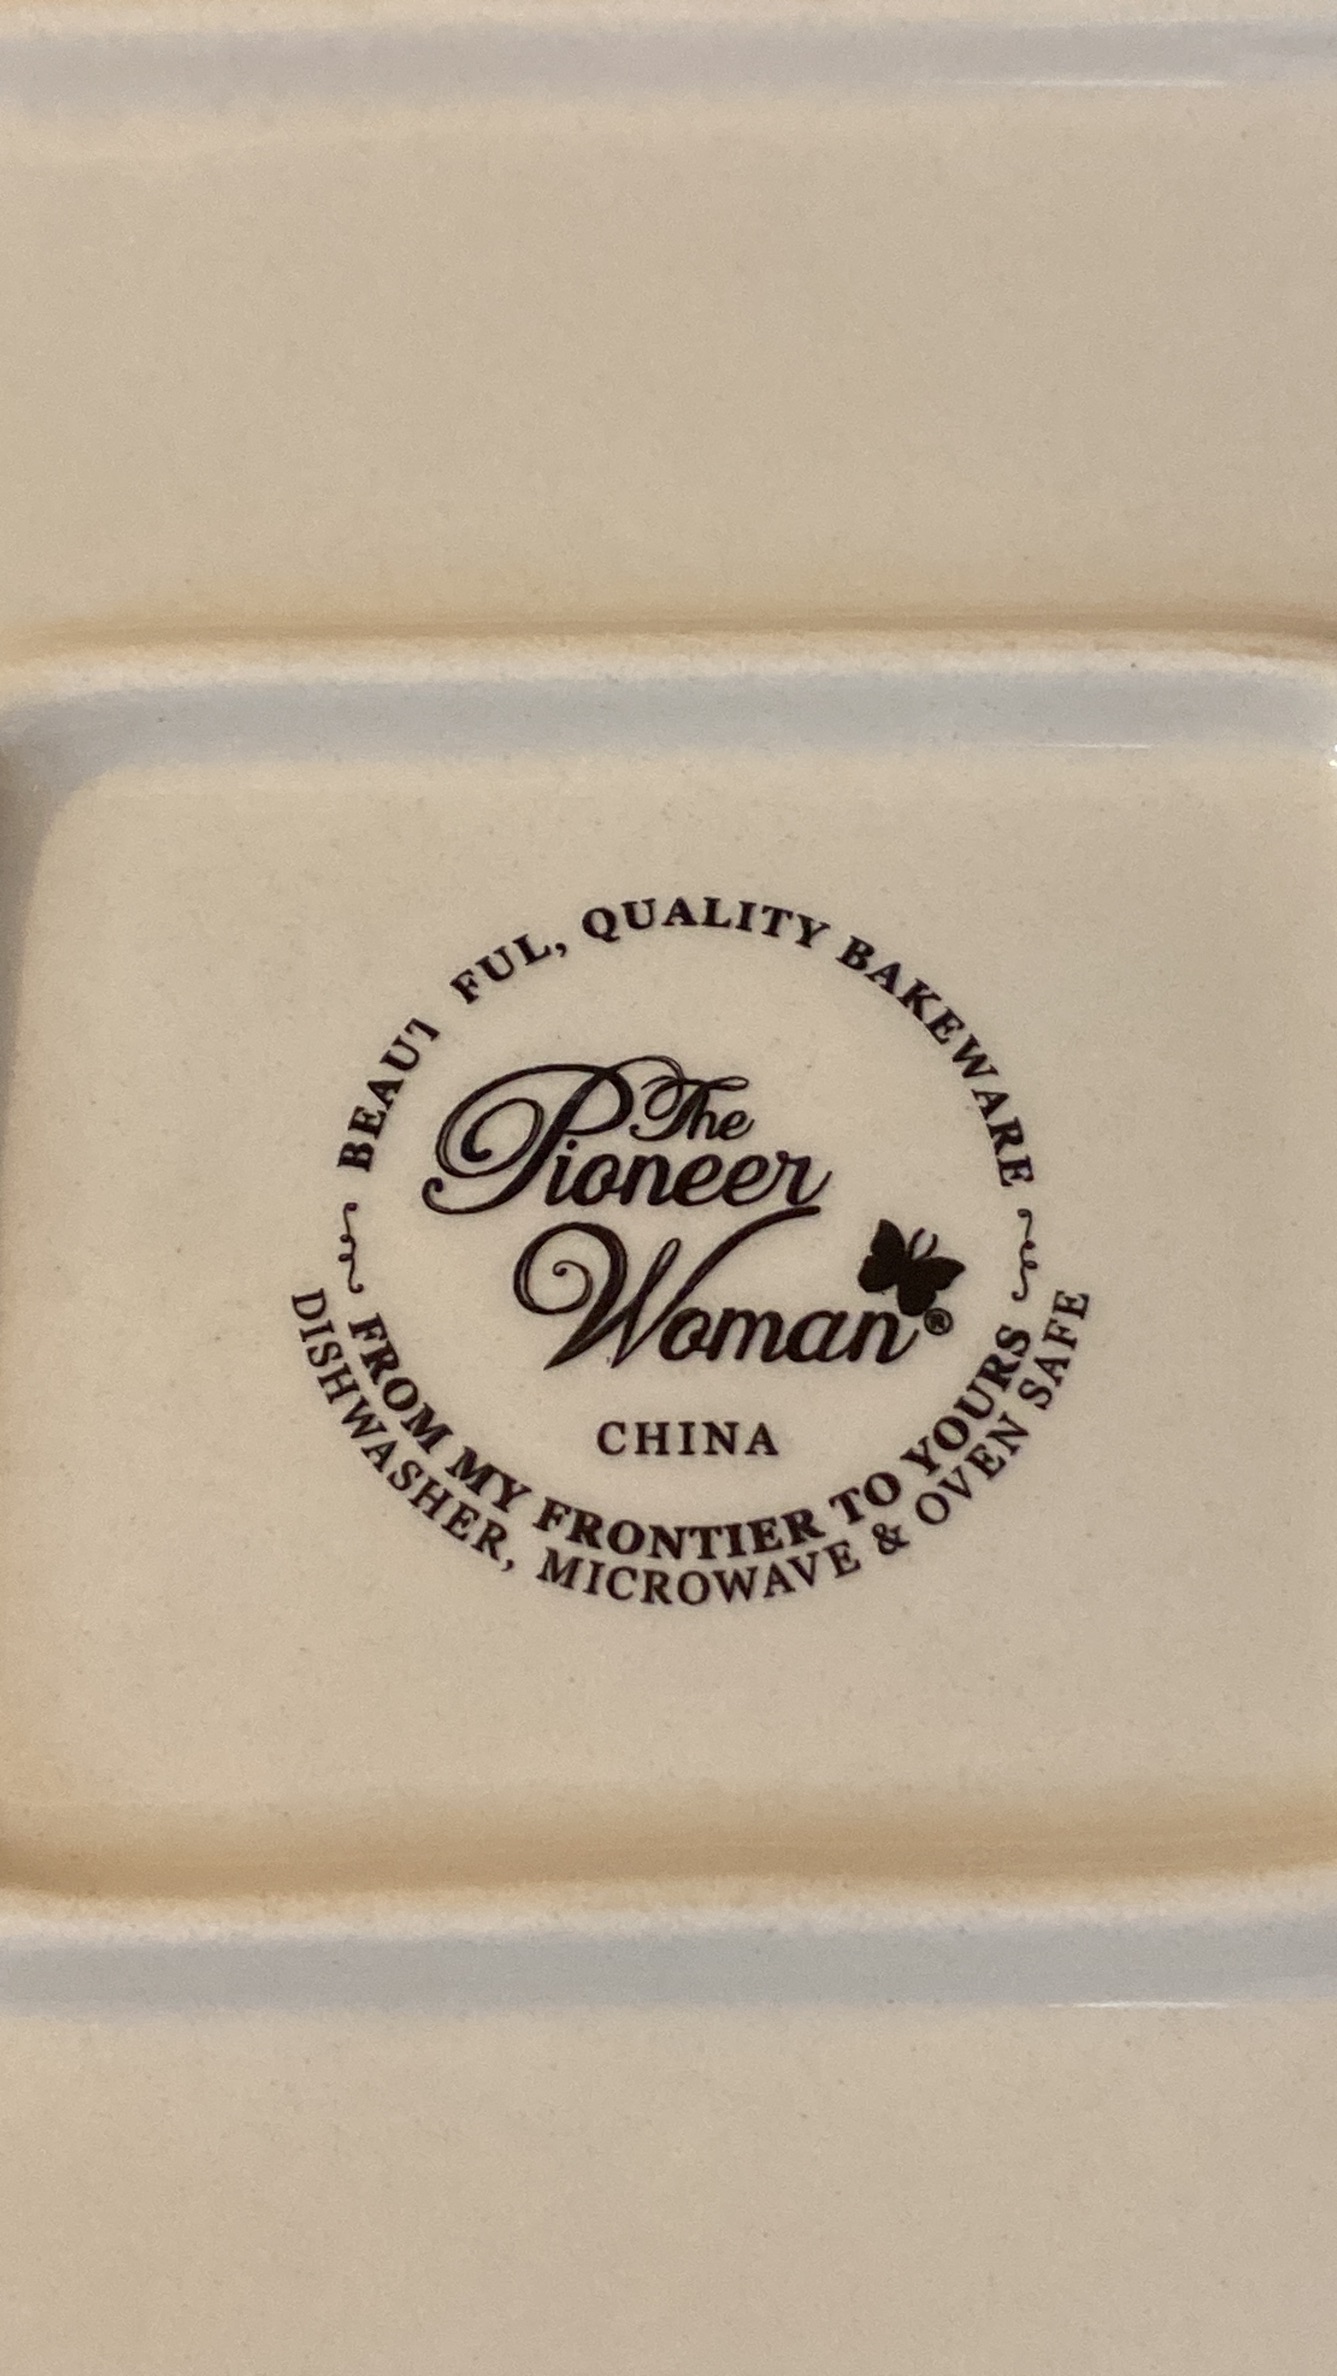 BEAUT FUL, QUALITY BAKEWARE
The
Pioneer
Woman®
CHINA
FROM MY FRONTIER TO YOURS
DISHWASHER, MICROWAVE & OVEN SAFE